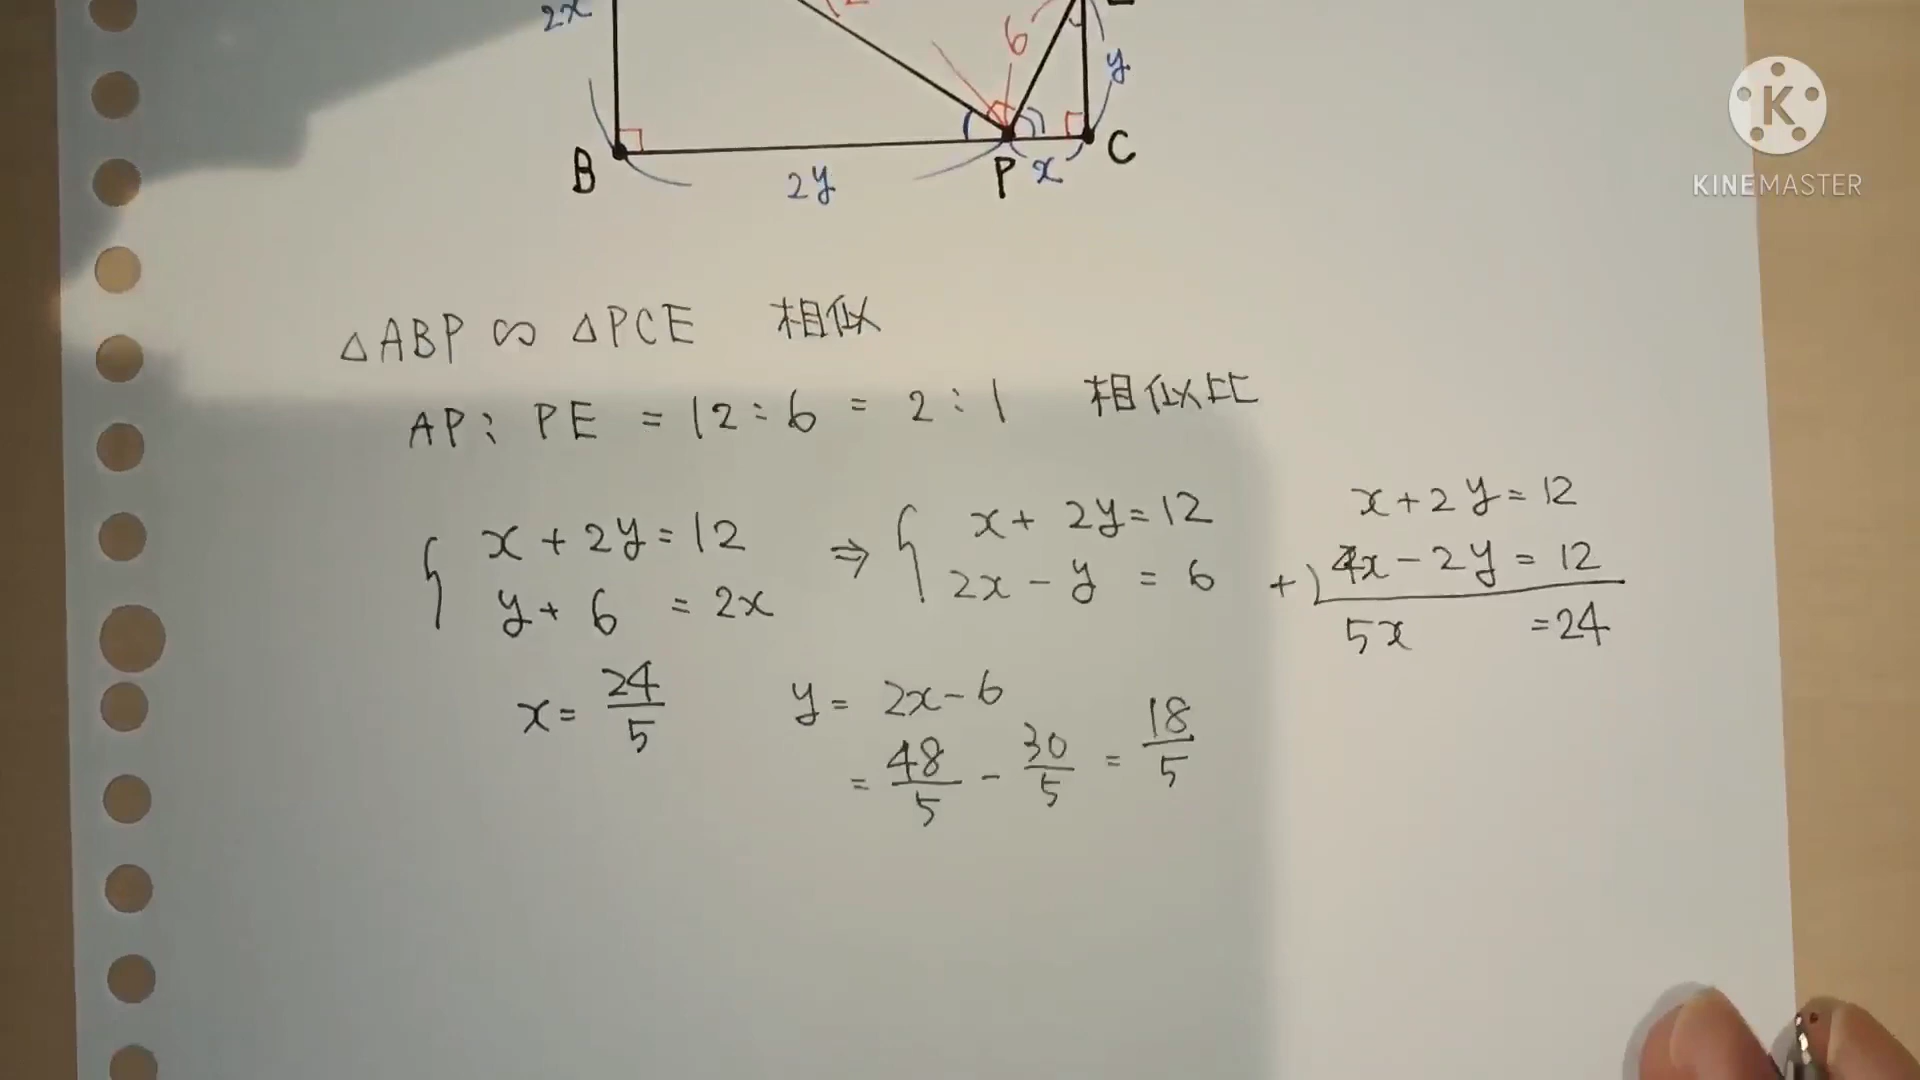 2x
6
y
B
2y
P
x
C
K
KINEMASTER
△ABP ∽ △PCE 相似
AP : PE = 12 : 6 = 2 : 1 相似比
{ x + 2y = 12
y + 6 = 2x
⇒ { x + 2y = 12
2x - y = 6
x + 2y = 12
+) 4x - 2y = 12
5x = 24
x = 24/5
y = 2x - 6
= 48/5 - 30/5 = 18/5